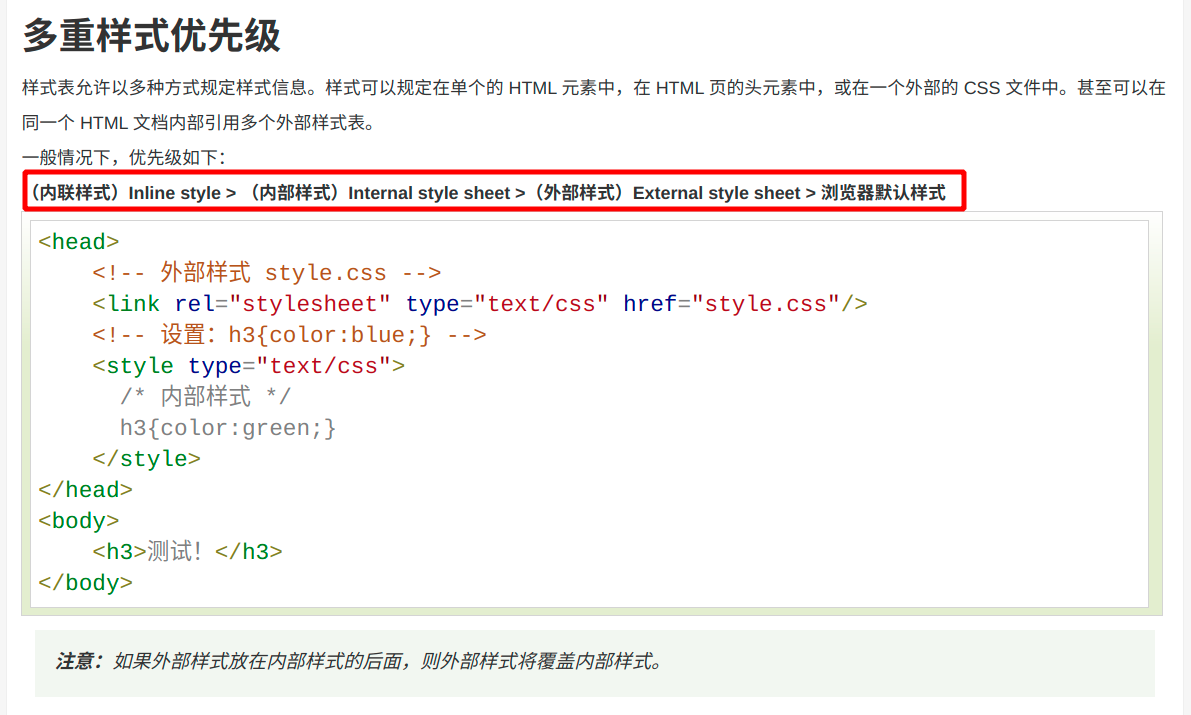 多重样式优先级
样式表允许以多种方式规定样式信息。样式可以规定在单个的 HTML 元素中，在 HTML 页的头元素中，或在一个外部的 CSS 文件中。甚至可以在
同一个 HTML 文档内部引用多个外部样式表。
一般情况下，优先级如下：
（内联样式）Inline style > （内部样式）Internal style sheet >（外部样式）External style sheet > 浏览器默认样式
<head>
    <!-- 外部样式 style.css -->
    <link rel="stylesheet" type="text/css" href="style.css"/>
    <!-- 设置：h3{color:blue;} -->
    <style type="text/css">
      /* 内部样式 */
      h3{color:green;}
    </style>
</head>
<body>
    <h3>测试！</h3>
</body>
注意：如果外部样式放在内部样式的后面，则外部样式将覆盖内部样式。